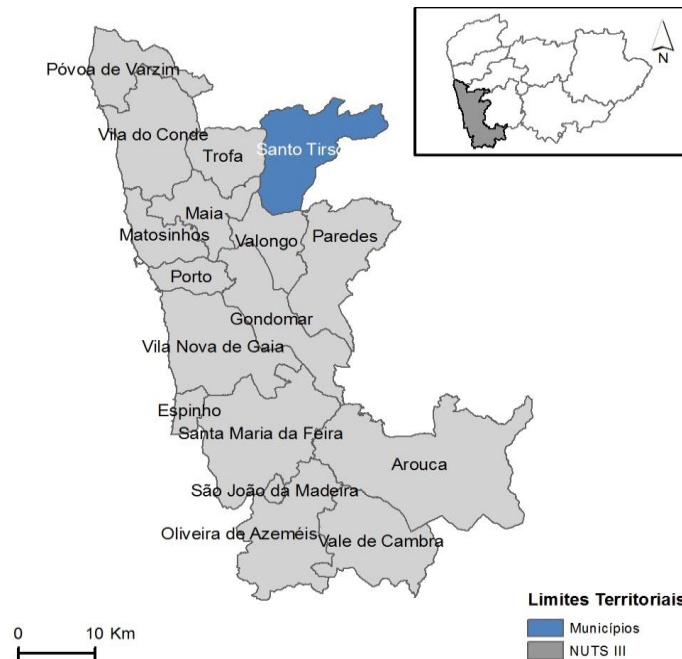 N
Póvoa de Varzim
Vila do Conde
Santo Tirso
Trofa
Maia
Matosinhos
Valongo
Paredes
Porto
Gondomar
Vila Nova de Gaia
Espinho
Santa Maria da Feira
Arouca
São João da Madeira
Oliveira de Azeméis
Vale de Cambra
Limites Territoriais
Municípios
NUTS III
0 10 Km